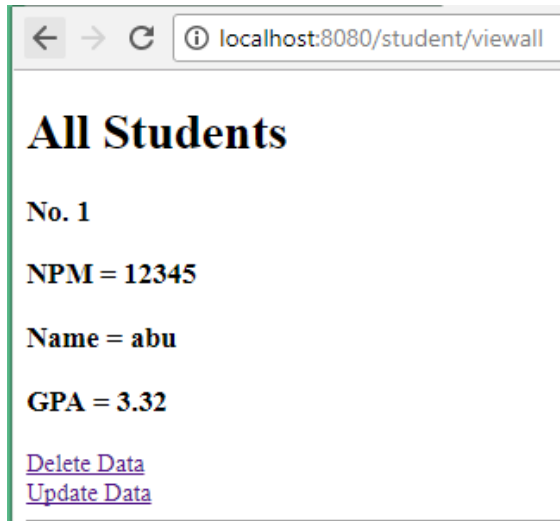 localhost:8080/student/viewall
All Students
No. 1
NPM = 12345
Name = abu
GPA = 3.32
Delete Data
Update Data